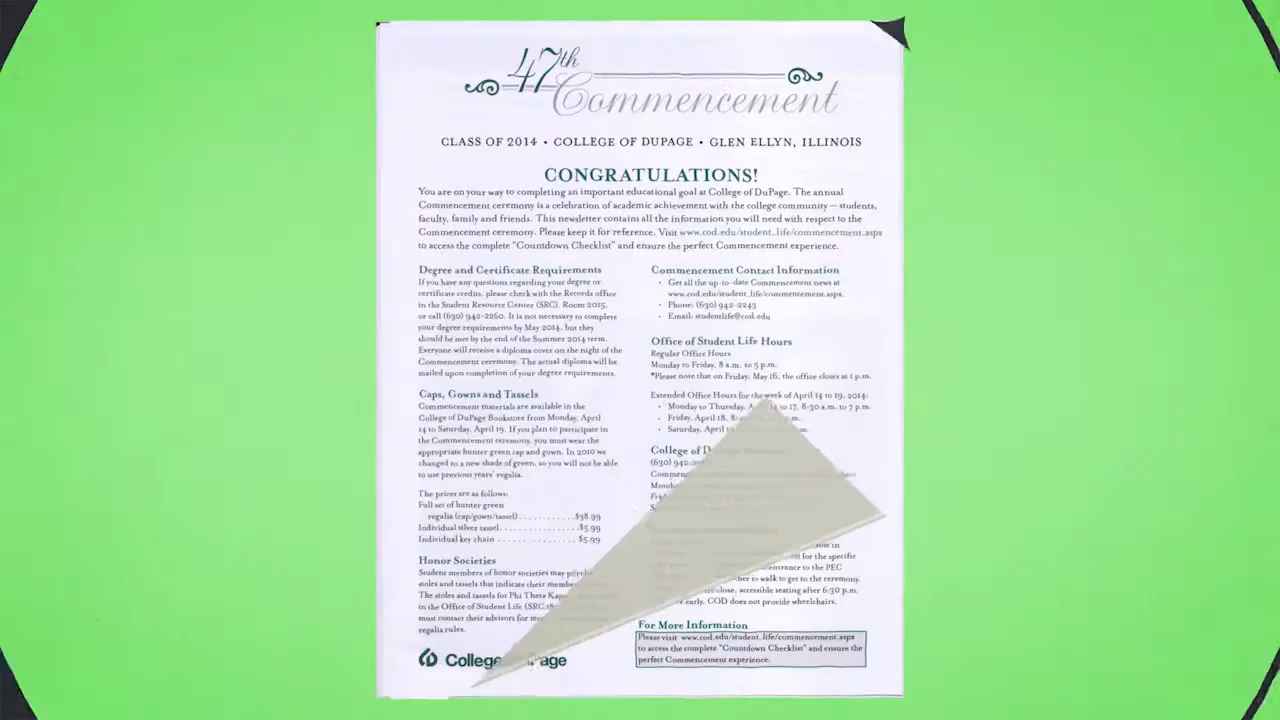 47th
Commencement
CLASS OF 2014 • COLLEGE OF DUPAGE • GLEN ELLYN, ILLINOIS
CONGRATULATIONS!
You are on your way to completing an important educational goal at College of DuPage. The annual
Commencement ceremony is a celebration of academic achievement with the college community — students,
faculty, family and friends. This newsletter contains all the information you will need with respect to the
Commencement ceremony. Please keep it for reference. Visit www.cod.edu/student_life/commencement.aspx
to access the complete "Countdown Checklist" and ensure the perfect Commencement experience.
Degree and Certificate Requirements
If you have any questions regarding your degree or
certificate credits, please check with the Records office
in the Student Resource Center (SRC), Room 2015,
or call (630) 942-2260. It is not necessary to complete
your degree requirements by May 2014, but they
should be met by the end of the Summer 2014 term.
Everyone will receive a diploma cover on the night of the
Commencement ceremony. The actual diploma will be
mailed upon completion of your degree requirements.
Caps, Gowns and Tassels
Commencement materials are available in the
College of DuPage Bookstore from Monday, April
14 to Saturday, April 19. If you plan to participate in
the Commencement ceremony, you must wear the
appropriate hunter green cap and gown. In 2010 we
changed to a new shade of green, so you will not be able
to use previous years' regalia.
The prices are as follows:
Full set of hunter green
regalia (cap/gown/tassel) . . . . . . . . . . . $38.99
Individual silver tassel . . . . . . . . . . . . . . . $5.99
Individual key chain . . . . . . . . . . . . . . . $5.99
Honor Societies
Student members of honor societies may
stoles and tassels that indicate their
The stoles and tassels for Phi Theta
in the Office of Student Life (SRC
must contact their advisors for
regalia rules.
College age
Commencement Contact Information
• Get all the up-to-date Commencement news at
www.cod.edu/student_life/commencement.aspx.
• Phone: (630) 942-2243
• Email: studentlife@cod.edu
Office of Student Life Hours
Regular Office Hours
Monday to Friday, 8 a.m. to 5 p.m.
*Please note that on Friday, May 16, the office closes at 1 p.m.
Extended Office Hours for the week of April 14 to 19, 2014:
• Monday to Thursday, 14 to 17, 8:30 a.m. to 7 p.m.
• Friday, April 18, p.m.
• Saturday, April
College of
(630)
in
for the specific
entrance to the PEC
to walk to get to the ceremony.
close, accessible seating after 6:30 p.m.
early. COD does not provide wheelchairs.
For More Information
Please visit www.cod.edu/student_life/commencement.aspx
to access the complete "Countdown Checklist" and ensure the
perfect Commencement experience.